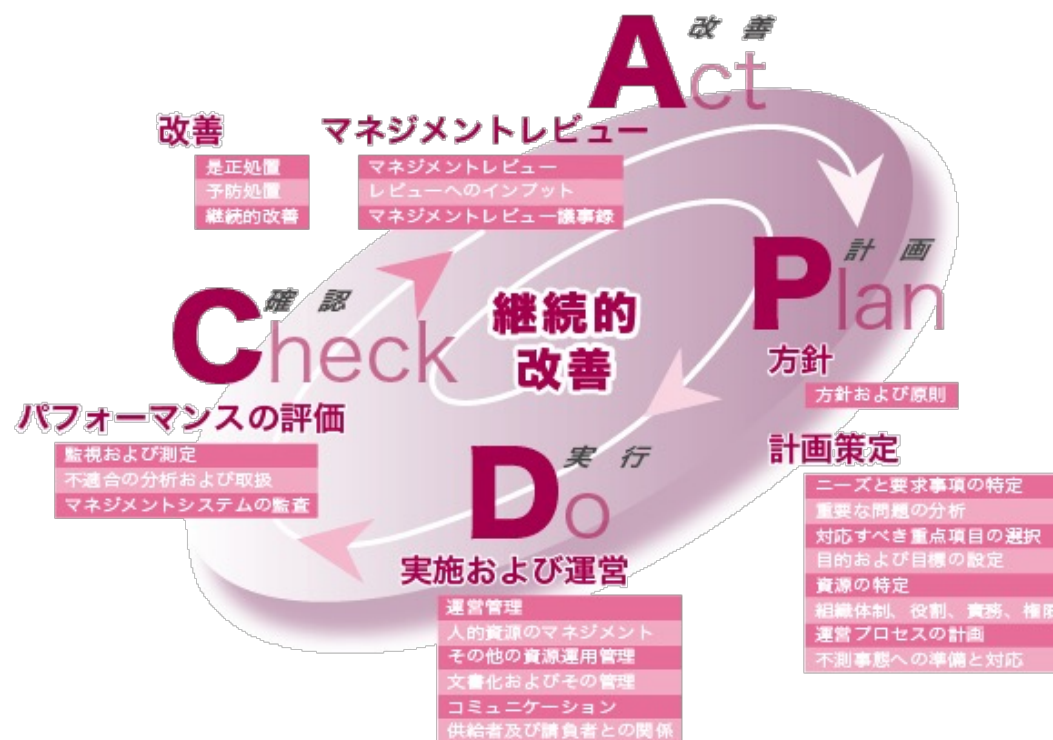 Act
改善
改善
是正処置
予防処置
継続的改善
マネジメントレビュー
マネジメントレビュー
レビューへのインプット
マネジメントレビュー議事録
Plan
計画
方針
方針および原則
計画策定
ニーズと要求事項の特定
重要な問題の分析
対応すべき重点項目の選択
目的および目標の設定
資源の特定
組織体制、役割、責務、
運営プロセスの計画
不測事態への準備と対応
継続的
改善
Check
確認
パフォーマンスの評価
監視および測定
不適合の分析および取扱
マネジメントシステムの監査
Do
実行
実施および運営
運営管理
人的資源のマネジメント
その他の資源運用管理
文書化およびその管理
コミュニケーション
供給者及び請負者との関係